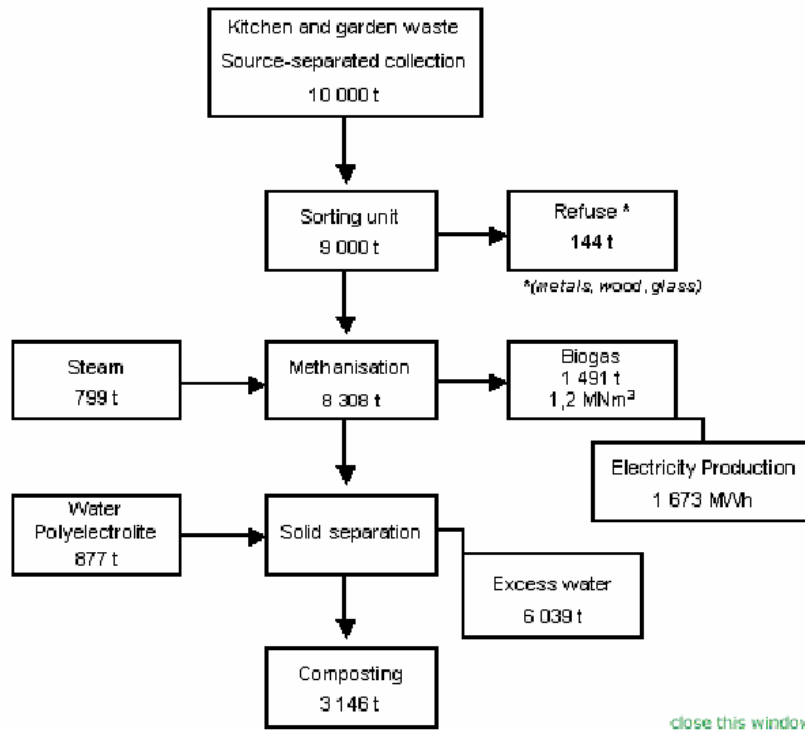 Kitchen and garden waste
Source-separated collection
10 000 t
Sorting unit
9 000 t
Refuse *
144 t
*(metals, wood, glass)
Steam
799 t
Methanisation
8 308 t
Biogas
1 491 t
1,2 MNm³
Electricity Production
1 673 MWh
Water
Polyelectrolite
877 t
Solid separation
Excess water
6 039 t
Composting
3 146 t
close this window